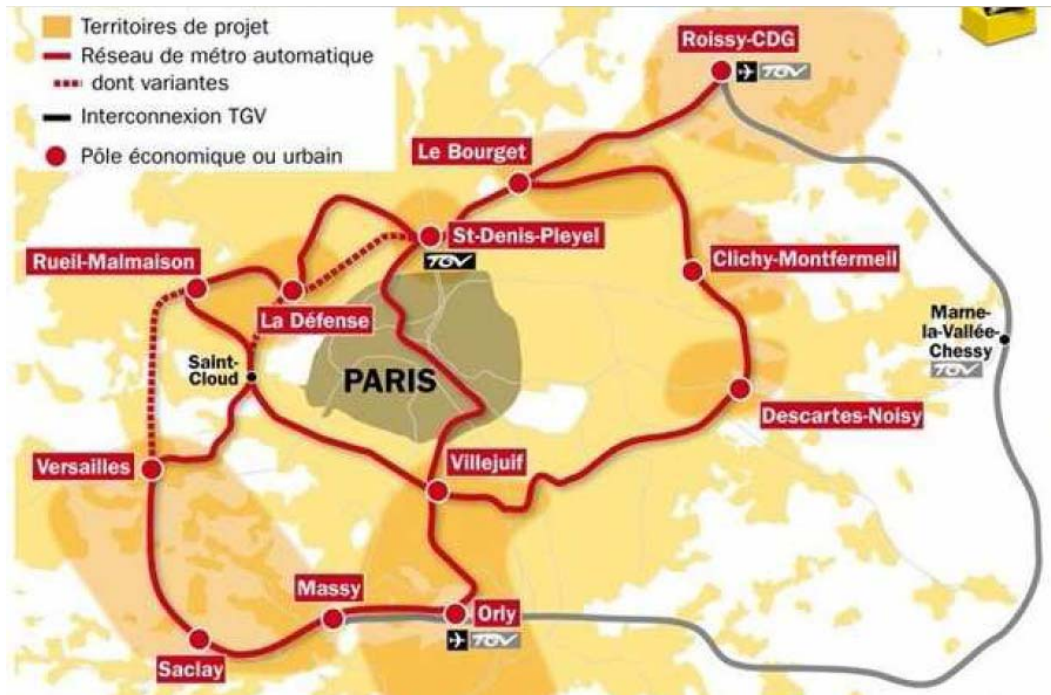 Territoires de projet
Réseau de métro automatique
dont variantes
Interconnexion TGV
Pôle économique ou urbain
Roissy-CDG
TGV
Le Bourget
St-Denis-Pleyel
TGV
Rueil-Malmaison
Clichy-Montfermeil
La Défense
Marne-
la-Vallée-
Chessy
TGV
Saint-
Cloud
PARIS
Descartes-Noisy
Versailles
Villejuif
Massy
Orly
TGV
Saclay